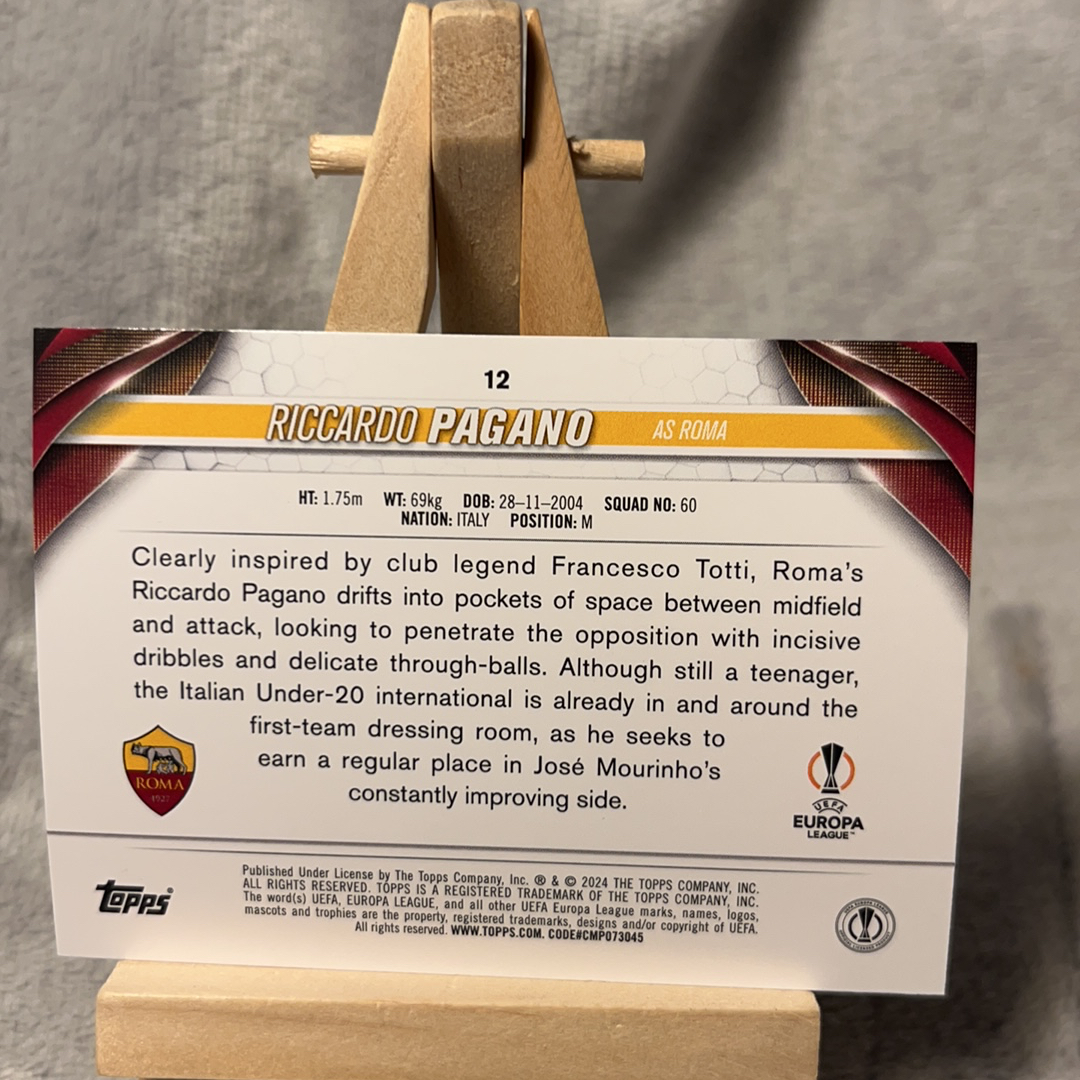 12
RICCARDO PAGANO AS ROMA
HT: 1.75m WT: 69kg DOB: 28–11–2004 SQUAD NO: 60
NATION: ITALY POSITION: M
Clearly inspired by club legend Francesco Totti, Roma's
Riccardo Pagano drifts into pockets of space between midfield
and attack, looking to penetrate the opposition with incisive
dribbles and delicate through-balls. Although still a teenager,
the Italian Under-20 international is already in and around the
first-team dressing room, as he seeks to
earn a regular place in José Mourinho's
constantly improving side.
ROMA
1927
UEFA
EUROPA
LEAGUE™
topps®
Published Under License by The Topps Company, Inc. ® & © 2024 THE TOPPS COMPANY, INC.
ALL RIGHTS RESERVED. TOPPS IS A REGISTERED TRADEMARK OF THE TOPPS COMPANY, INC.
The word(s) UEFA, EUROPA LEAGUE, and all other UEFA Europa League marks, names, logos,
mascots and trophies are the property, registered trademarks, designs and/or copyright of UEFA.
All rights reserved. WWW.TOPPS.COM. CODE#CMP073045